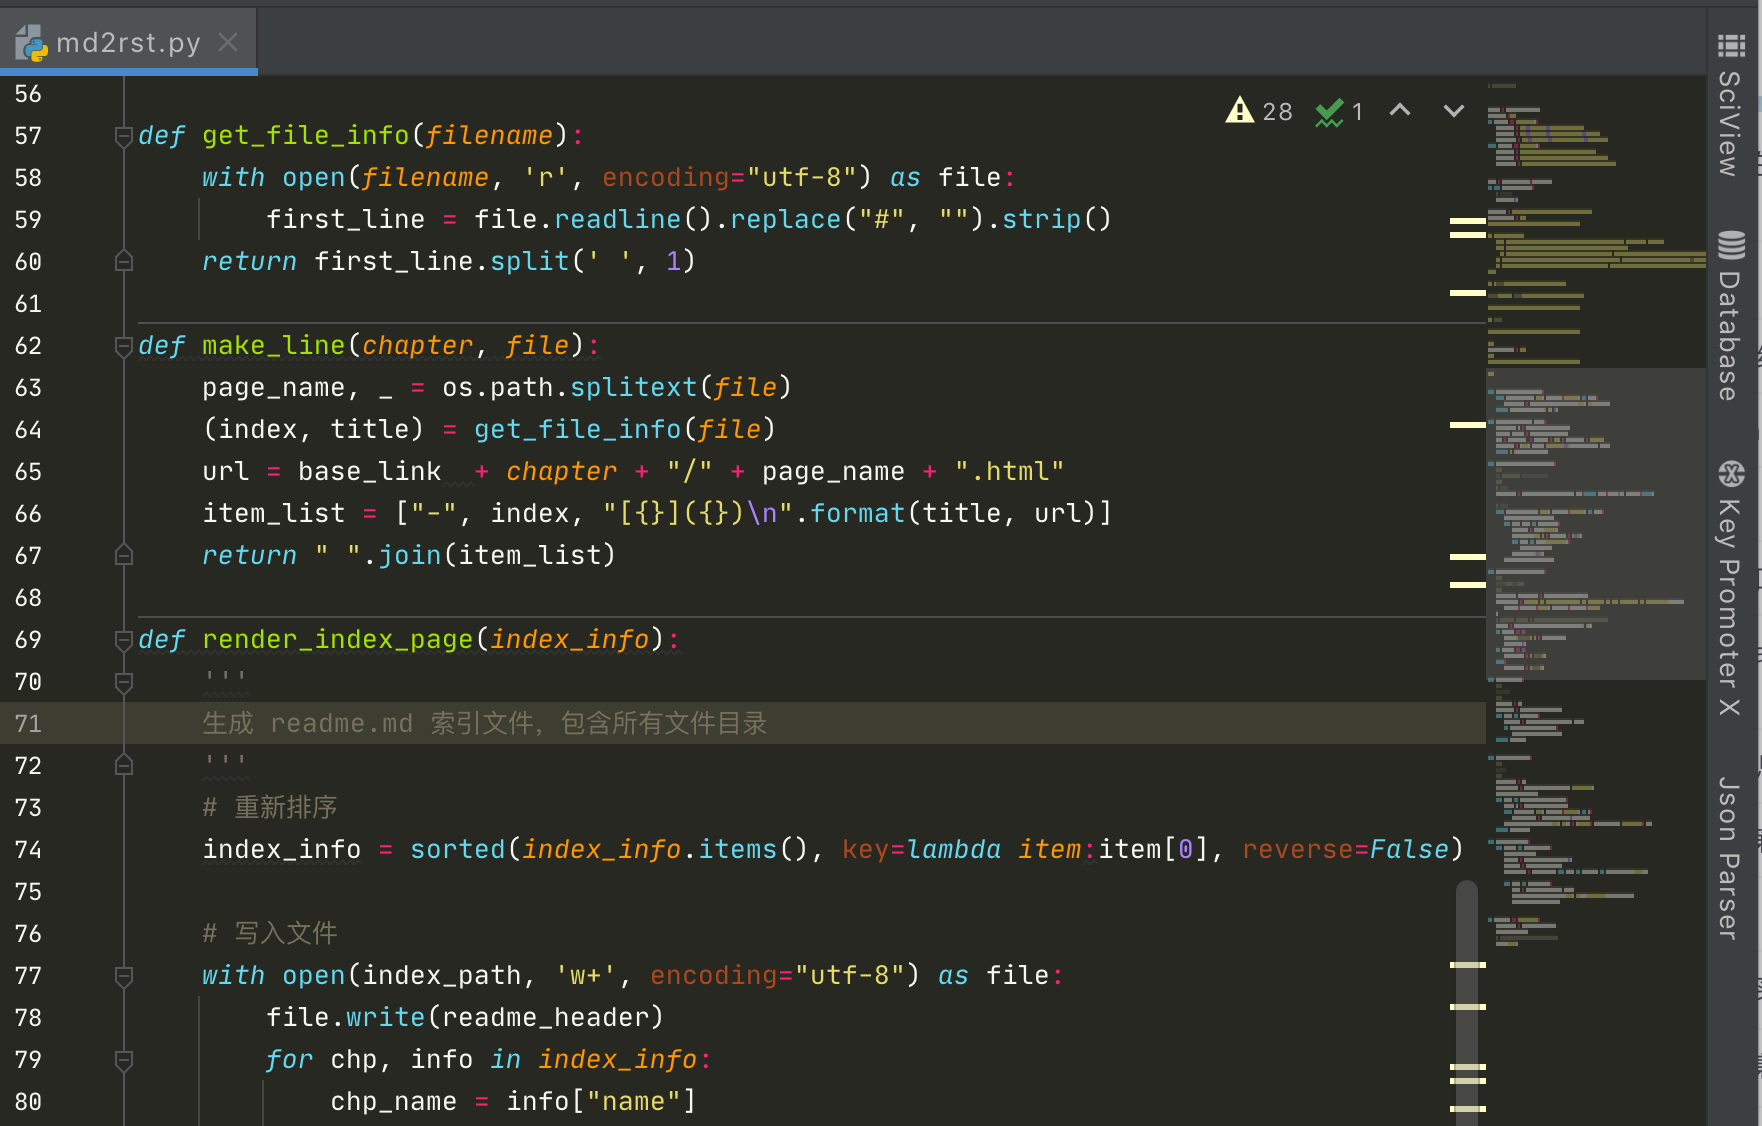 md2rst.py
28 1
56
57 def get_file_info(filename):
58     with open(filename, 'r', encoding="utf-8") as file:
59         first_line = file.readline().replace("#", "").strip()
60     return first_line.split(' ', 1)
61
62 def make_line(chapter, file):
63     page_name, _ = os.path.splitext(file)
64     (index, title) = get_file_info(file)
65     url = base_link  + chapter + "/" + page_name + ".html"
66     item_list = ["-", index, "[{}]({})\n".format(title, url)]
67     return " ".join(item_list)
68
69 def render_index_page(index_info):
70     '''
71     生成 readme.md 索引文件，包含所有文件目录
72     '''
73     # 重新排序
74     index_info = sorted(index_info.items(), key=lambda item:item[0], reverse=False)
75
76     # 写入文件
77     with open(index_path, 'w+', encoding="utf-8") as file:
78         file.write(readme_header)
79         for chp, info in index_info:
80             chp_name = info["name"]
SciView
Database
Key Promoter X
Json Parser